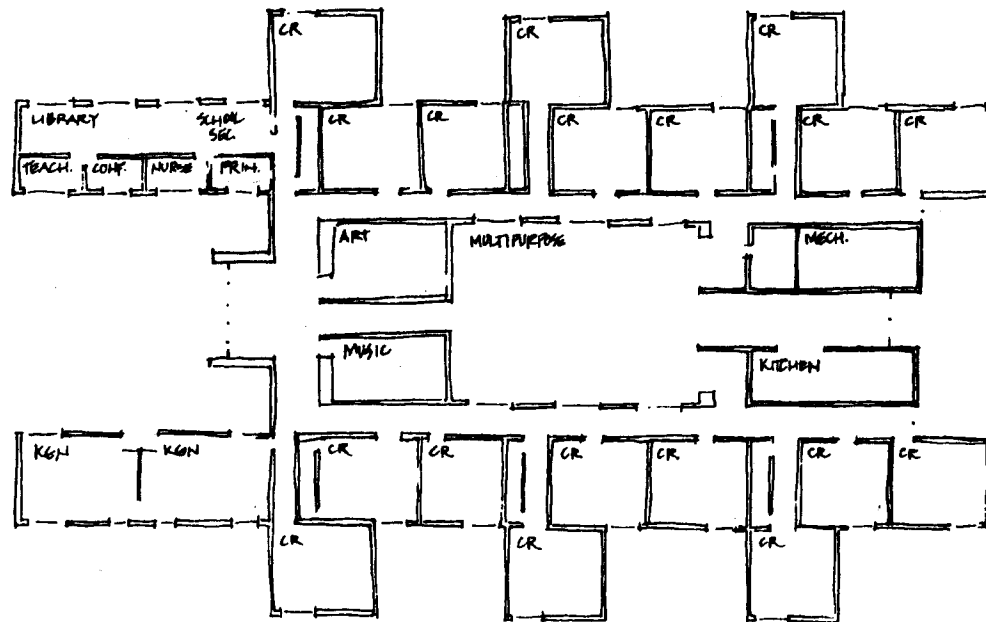 CR
CR
CR
LIBRARY
SCHOOL
SEC.
CR
CR
CR
CR
CR
CR
TEACH.
CONF.
NURSE
PRIN.
ART
MULTIPURPOSE
MECH.
MUSIC
KITCHEN
KGN
KGN
CR
CR
CR
CR
CR
CR
CR
CR
CR